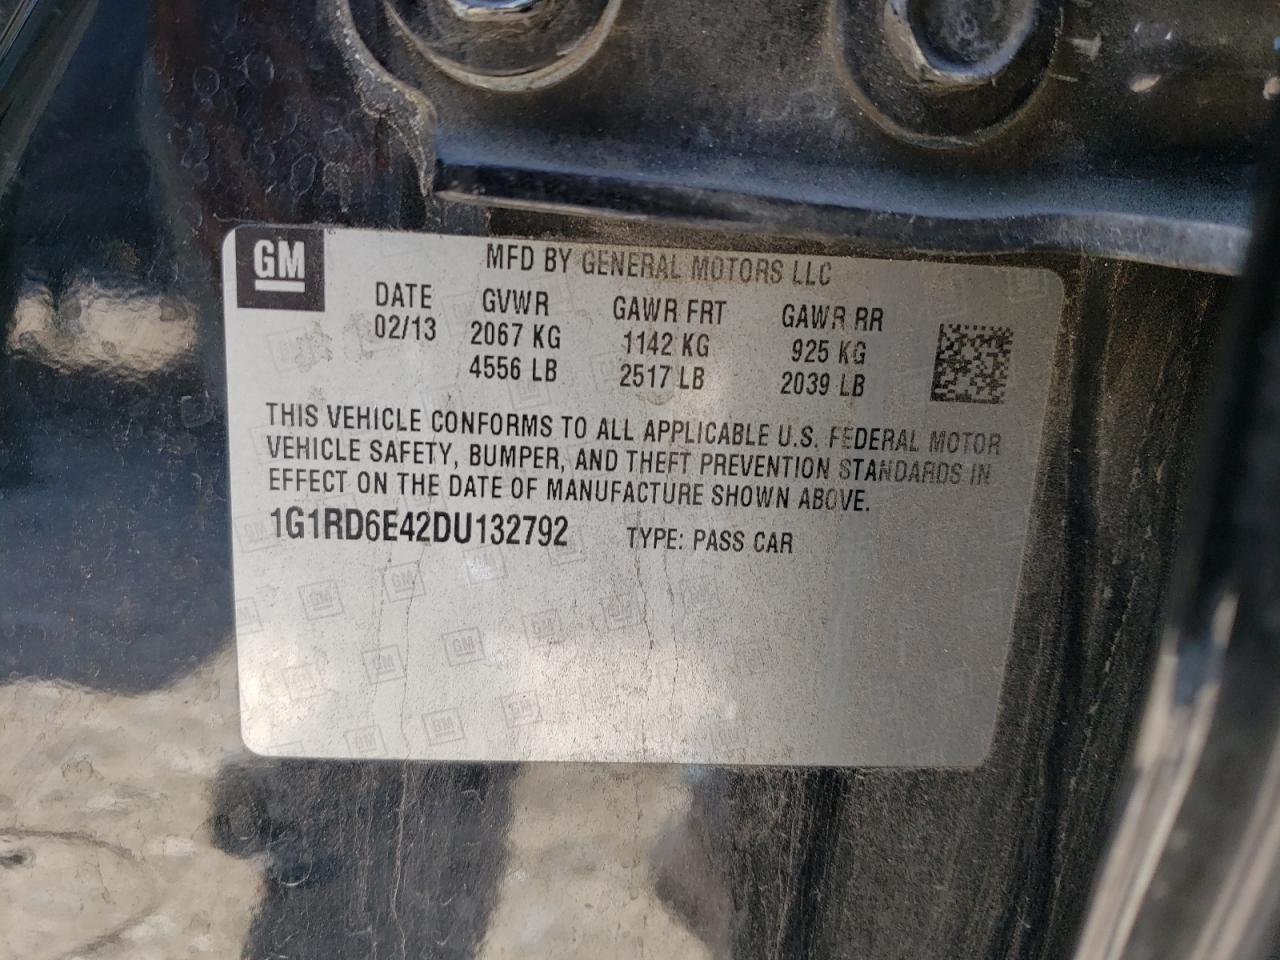 GM
MFD BY GENERAL MOTORS LLC
DATE GVWR GAWR FRT GAWR RR
02/13 2067 KG 1142 KG 925 KG
4556 LB 2517 LB 2039 LB
THIS VEHICLE CONFORMS TO ALL APPLICABLE U.S. FEDERAL MOTOR
VEHICLE SAFETY, BUMPER, AND THEFT PREVENTION STANDARDS IN
EFFECT ON THE DATE OF MANUFACTURE SHOWN ABOVE.
1G1RD6E42DU132792 TYPE: PASS CAR